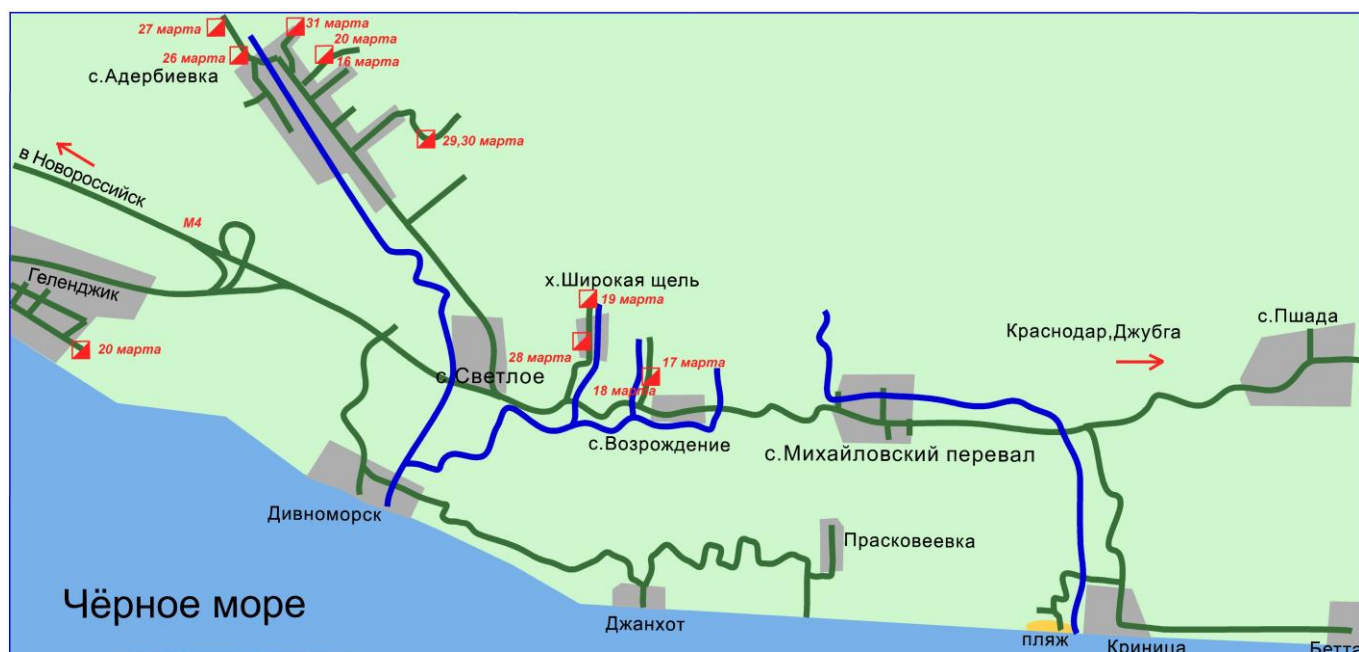 27 марта
31 марта
20 марта
26 марта
16 марта
с.Адербиевка
29,30 марта
в Новороссийск
М4
Геленджик
20 марта
х.Широкая щель
19 марта
28 марта
17 марта
18 марта
с.Светлое
с.Возрождение
Краснодар,Джубга
с.Пшада
с.Михайловский перевал
Дивноморск
Прасковеевка
Чёрное море
Джанхот
пляж
Криница
Бетта